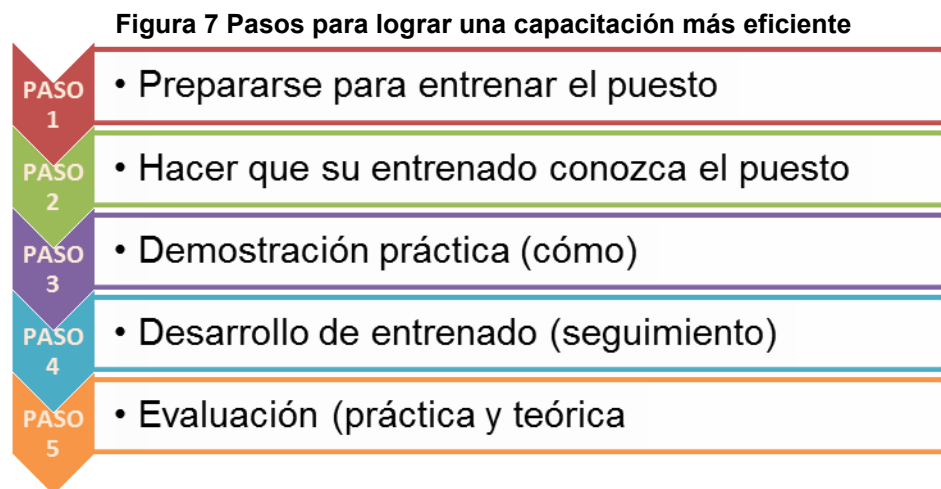 Figura 7 Pasos para lograr una capacitación más eficiente
PASO
1
• Prepararse para entrenar el puesto
PASO
2
• Hacer que su entrenado conozca el puesto
PASO
3
• Demostración práctica (cómo)
PASO
4
• Desarrollo de entrenado (seguimiento)
PASO
5
• Evaluación (práctica y teórica